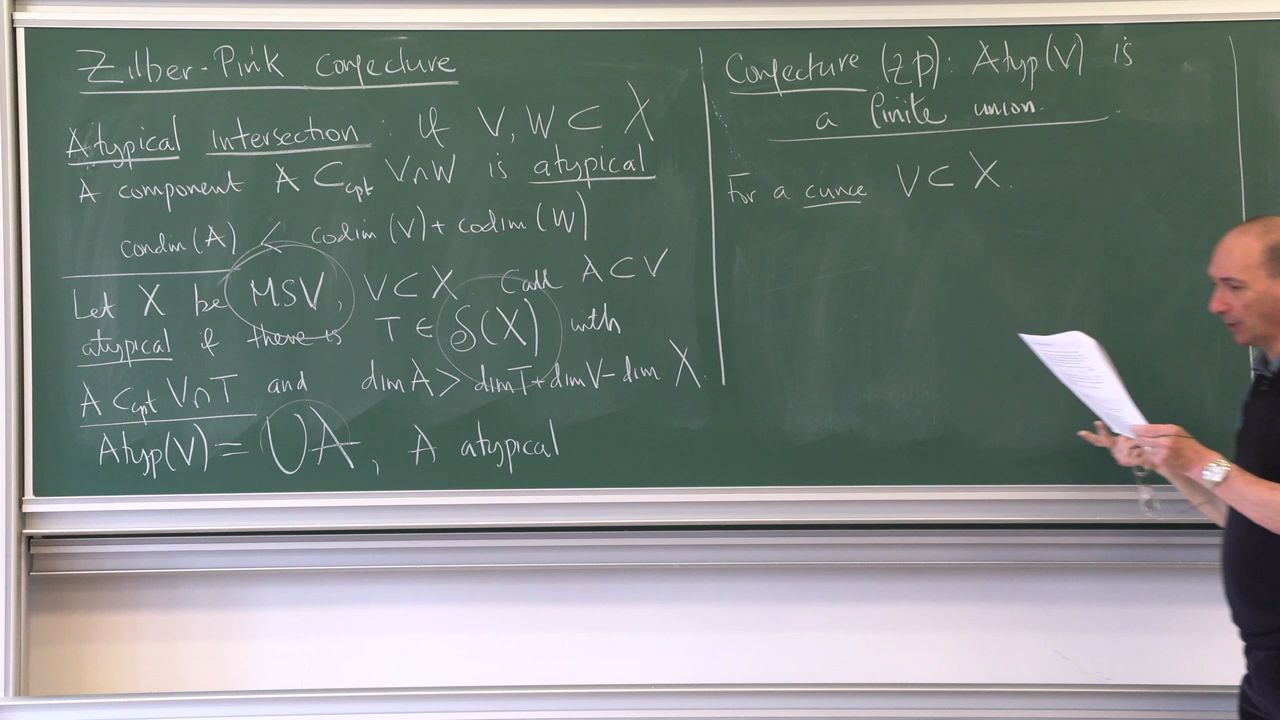 Zilber-Pink Conjecture
Atypical Intersection: If V, W ⊂ X
A component A ⊂cpt V∩W is atypical
condim(A) < codim(V) + codim(W)
Let X be MSV, V ⊂ X Call A ⊂ V
atypical if there is T ∈ S(X) with
A ⊂cpt V∩T and dim A > dim T + dim V - dim X.
Atyp(V) = ∪A, A atypical
Conjecture (ZP): Atyp(V) is
a finite union.
For a curve V ⊂ X.